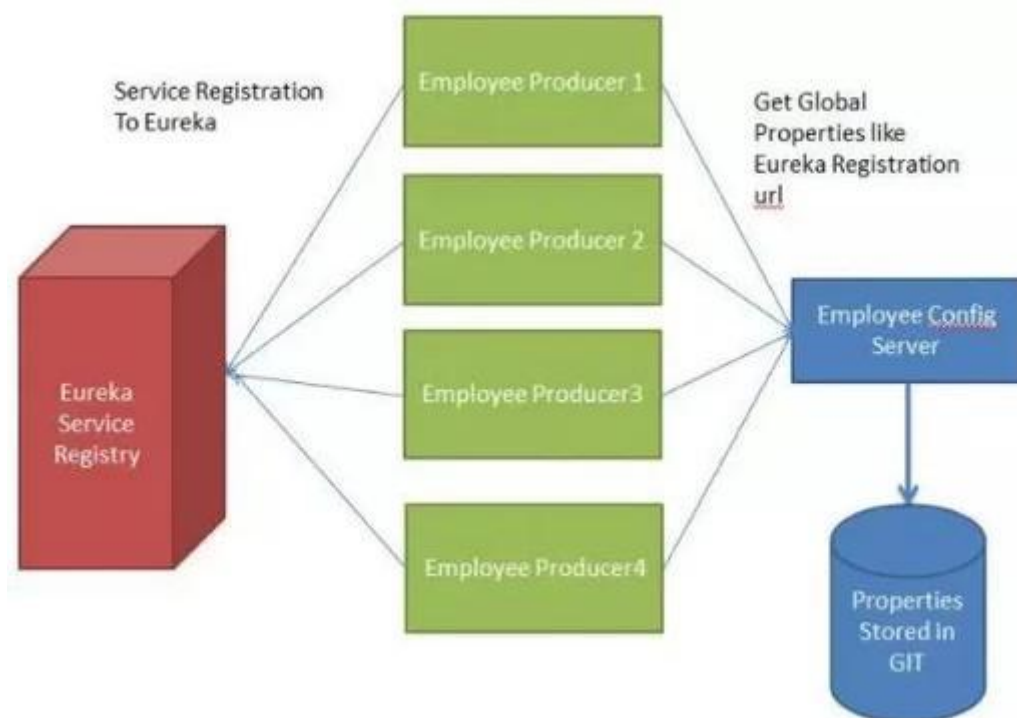 Service Registration
To Eureka
Employee Producer 1
Get Global
Properties like
Eureka Registration
url
Employee Producer 2
Employee Config
Server
Employee Producer3
Eureka
Service
Registry
Employee Producer4
Properties
Stored in
GIT